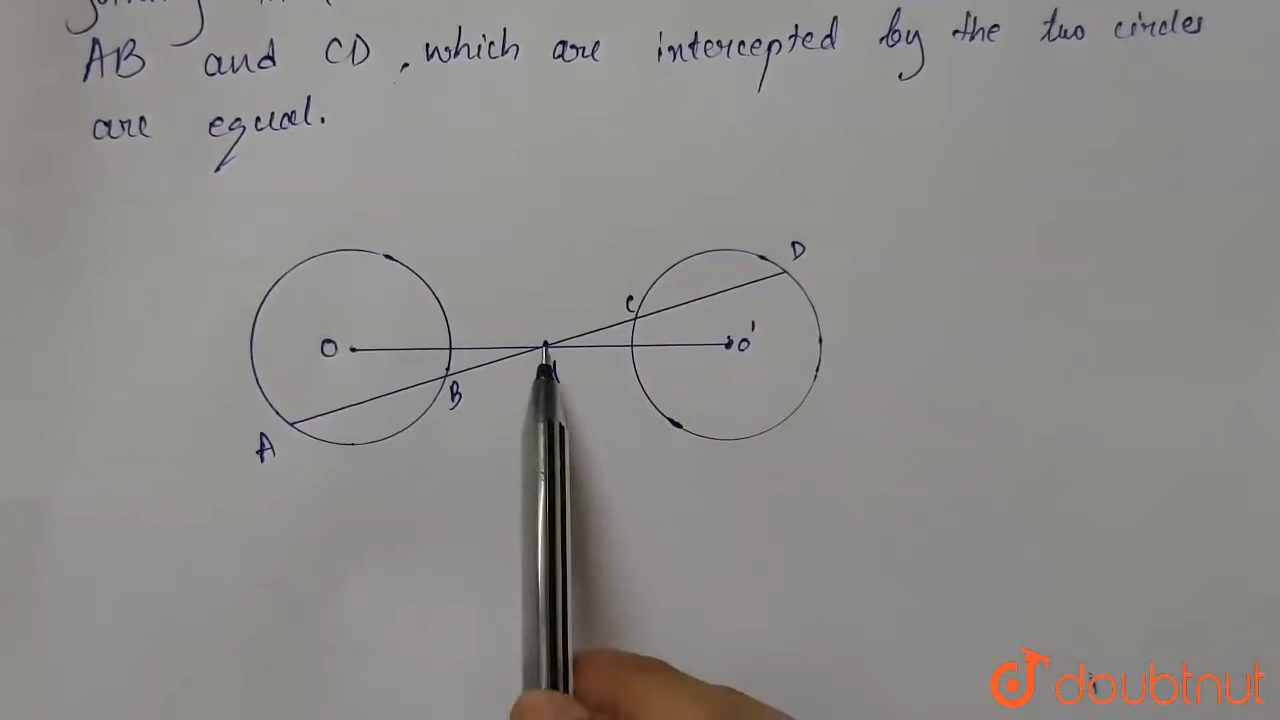 AB and CD, which are intercepted by the two circles
are equal.
D
C
O
O'
B
A
doubtnut